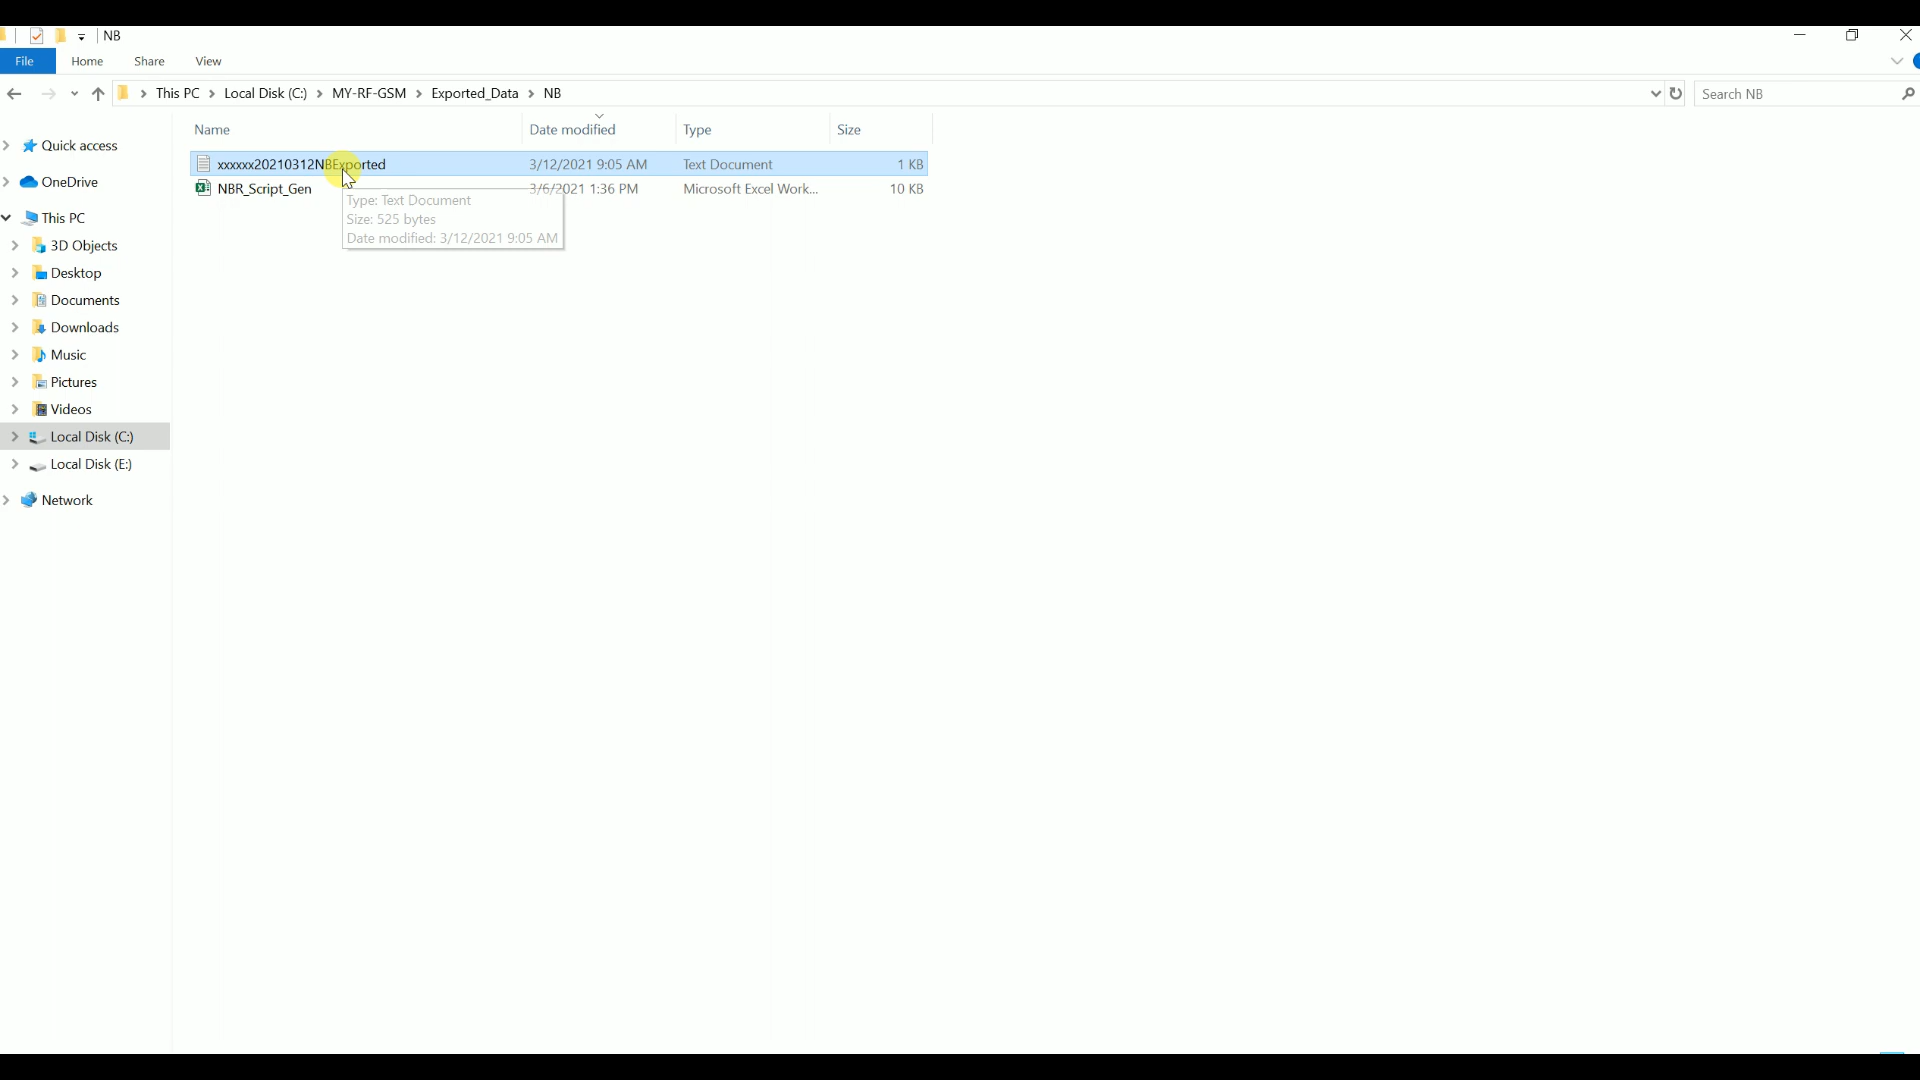 NB
File Home Share View
This PC Local Disk (C:) MY-RF-GSM Exported_Data NB
Search NB
Name Date modified Type Size
xxxxxx20210312NBExported 3/12/2021 9:05 AM Text Document 1 KB
NBR_Script_Gen 3/6/2021 1:36 PM Microsoft Excel Work... 10 KB
Type: Text Document
Size: 525 bytes
Date modified: 3/12/2021 9:05 AM
Quick access
OneDrive
This PC
3D Objects
Desktop
Documents
Downloads
Music
Pictures
Videos
Local Disk (C:)
Local Disk (E:)
Network